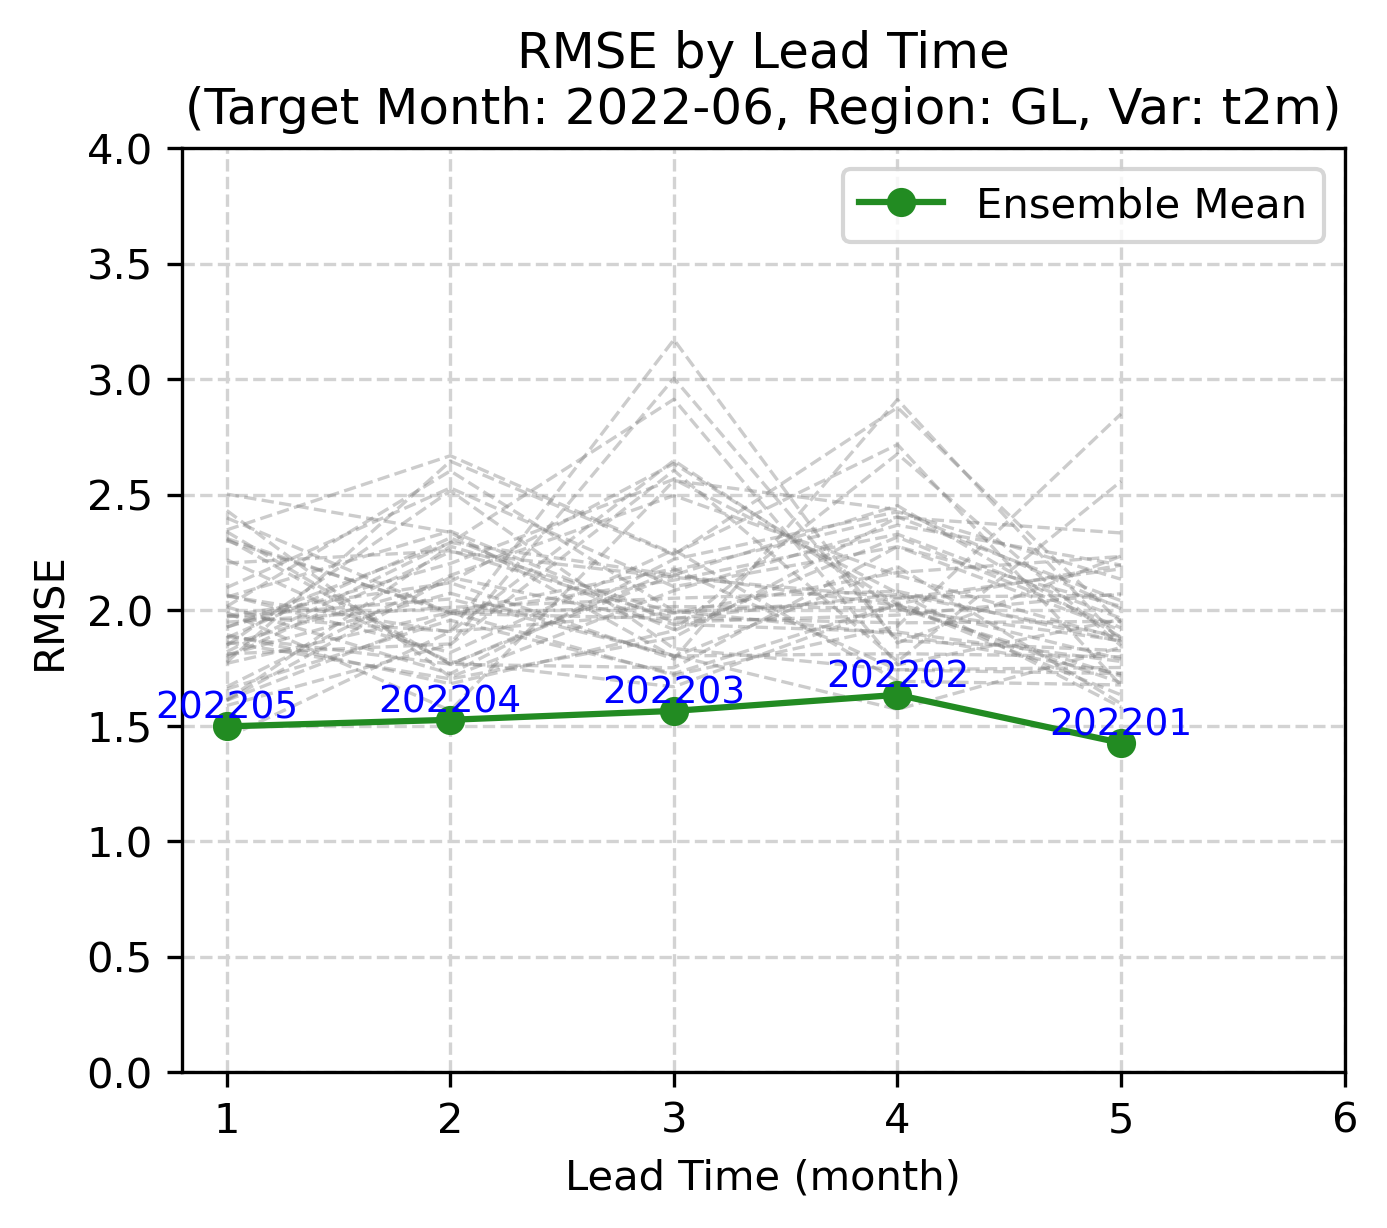 RMSE by Lead Time
(Target Month: 2022-06, Region: GL, Var: t2m)
4.0
3.5
3.0
2.5
2.0
1.5
1.0
0.5
0.0
RMSE
Ensemble Mean
202205
202204
202203
202202
202201
1 2 3 4 5 6
Lead Time (month)